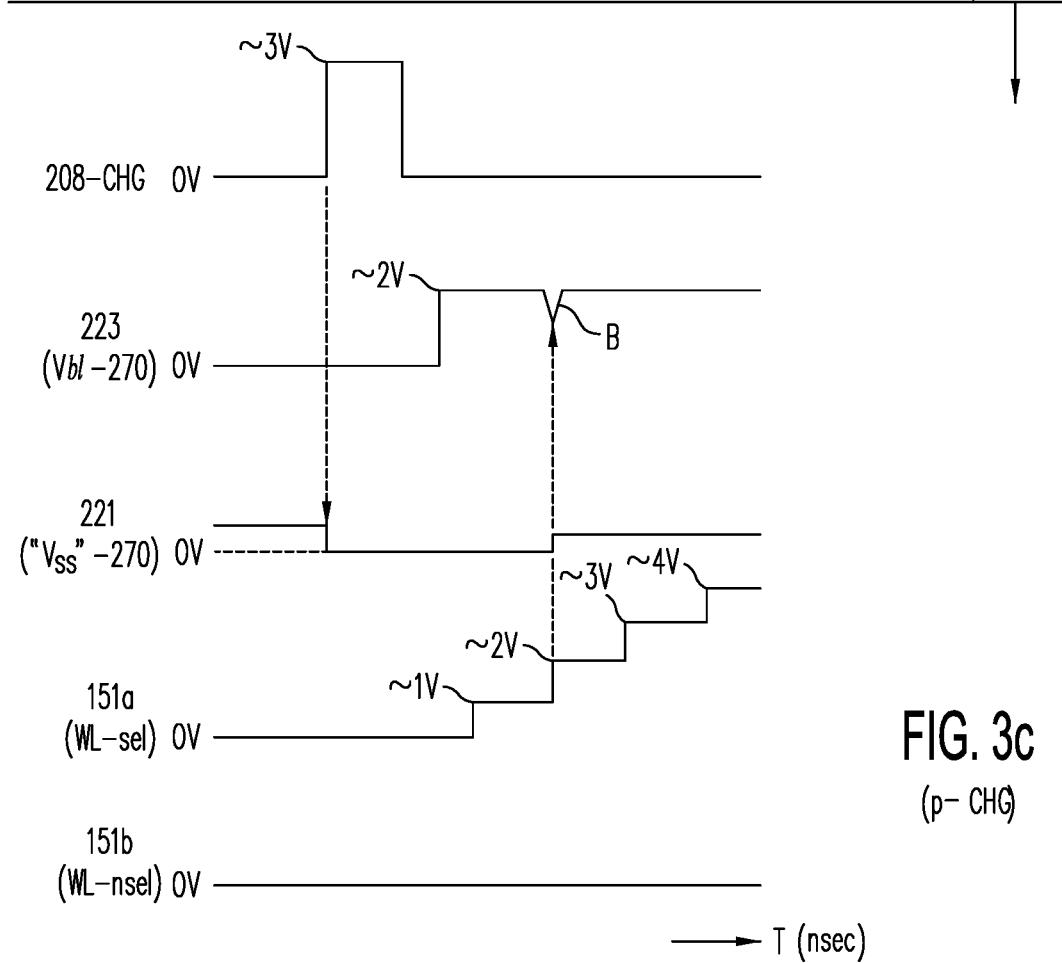 ~3V
208-CHG 0V
~2V
223
(Vbl-270) 0V
B
221
("VSS"-270) 0V
~4V
~3V
~2V
~1V
151a
(WL-sel) 0V
FIG. 3c
(p- CHG)
151b
(WL-nsel) 0V
T (nsec)